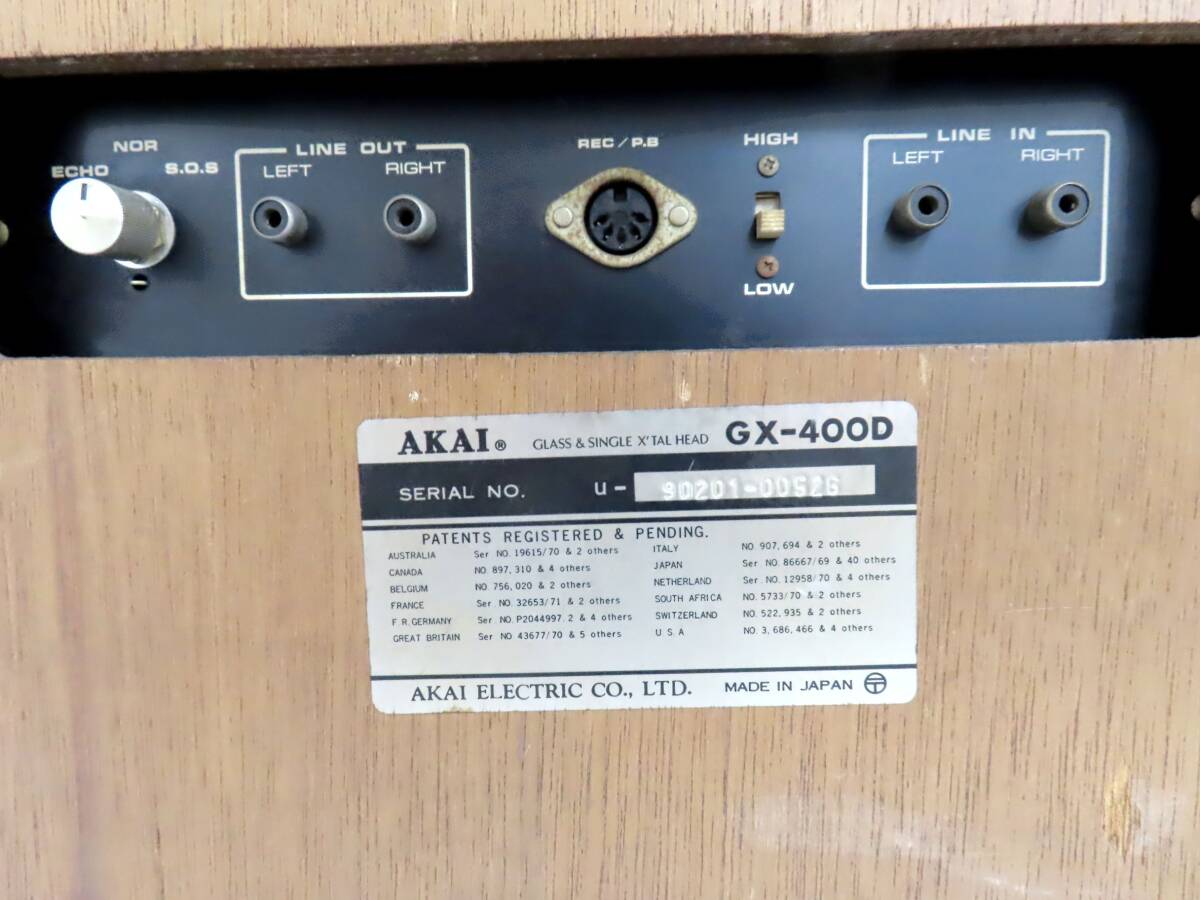 NOR
ECHO
S.O.S
LINE OUT
LEFT
RIGHT
REC/P.B
HIGH
LOW
LINE IN
LEFT
RIGHT
AKAI® GLASS & SINGLE X'TAL HEAD GX-400D
SERIAL NO. U- 90201-00526
PATENTS REGISTERED & PENDING.
AUSTRALIA Ser NO. 19615/70 & 2 others
CANADA NO 897,310 & 4 others
BELGIUM NO 756,020 & 2 others
FRANCE Ser NO. 32653/71 & 2 others
F.R.GERMANY Ser NO. P2044997.2 & 4 others
GREAT BRITAIN Ser NO 43677/70 & 5 others
ITALY NO 907,694 & 2 others
JAPAN Ser NO. 86667/69 & 40 others
NETHERLAND Ser NO. 12958/70 & 4 others
SOUTH AFRICA NO. 5733/70 & 2 others
SWITZERLAND NO. 522,935 & 2 others
U S.A NO. 3,686,466 & 4 others
AKAI ELECTRIC CO., LTD. MADE IN JAPAN